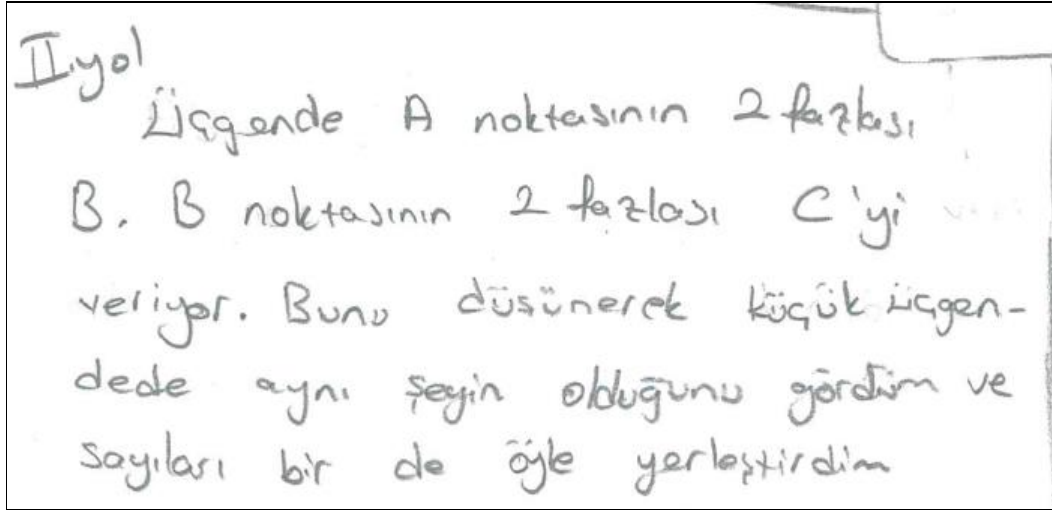 II.yol
Üçgende A noktasının 2 fazlası
B. B noktasının 2 fazlası C'yi
veriyor. Bunu düşünerek küçük üçgen-
dede aynı şeyin olduğunu gördüm ve
sayıları bir de öyle yerleştirdim